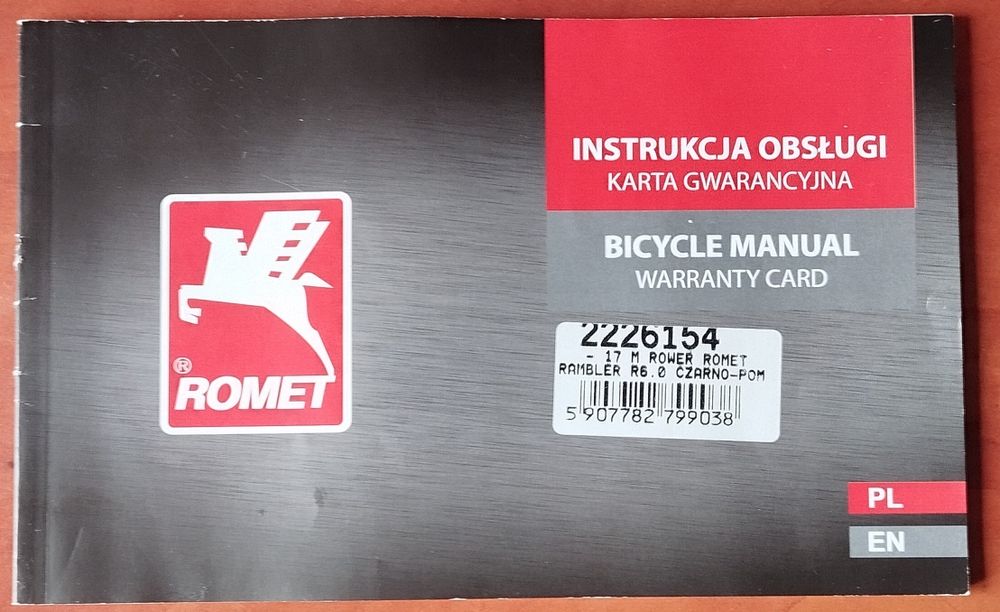 INSTRUKCJA OBSŁUGI
KARTA GWARANCYJNA
BICYCLE MANUAL
WARRANTY CARD
2226154
- 17 M ROWER ROMET
RAMBLER R6.0 CZARNO-POM
5 907782 799038
®
ROMET
PL
EN